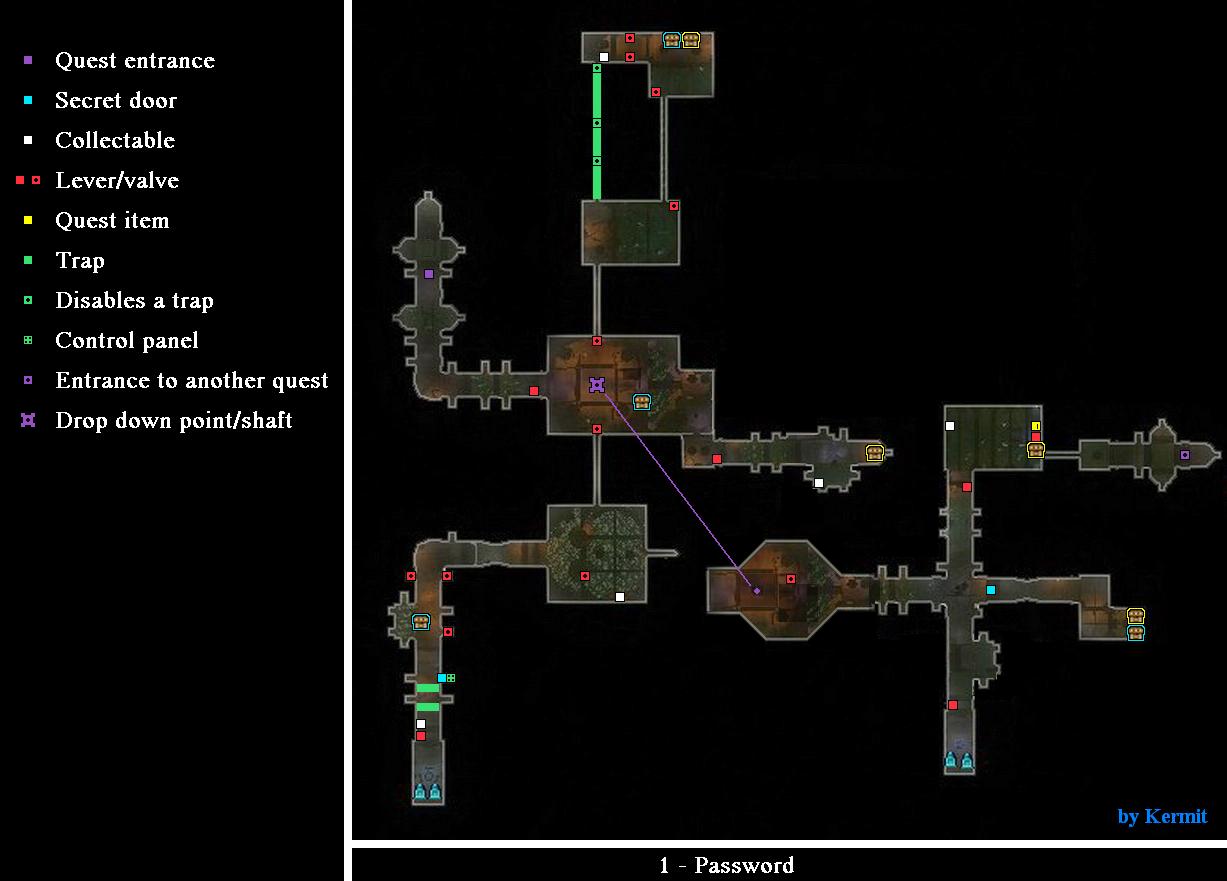 Quest entrance
Secret door
Collectable
Lever/valve
Quest item
Trap
Disables a trap
Control panel
Entrance to another quest
Drop down point/shaft
by Kermit
1 - Password